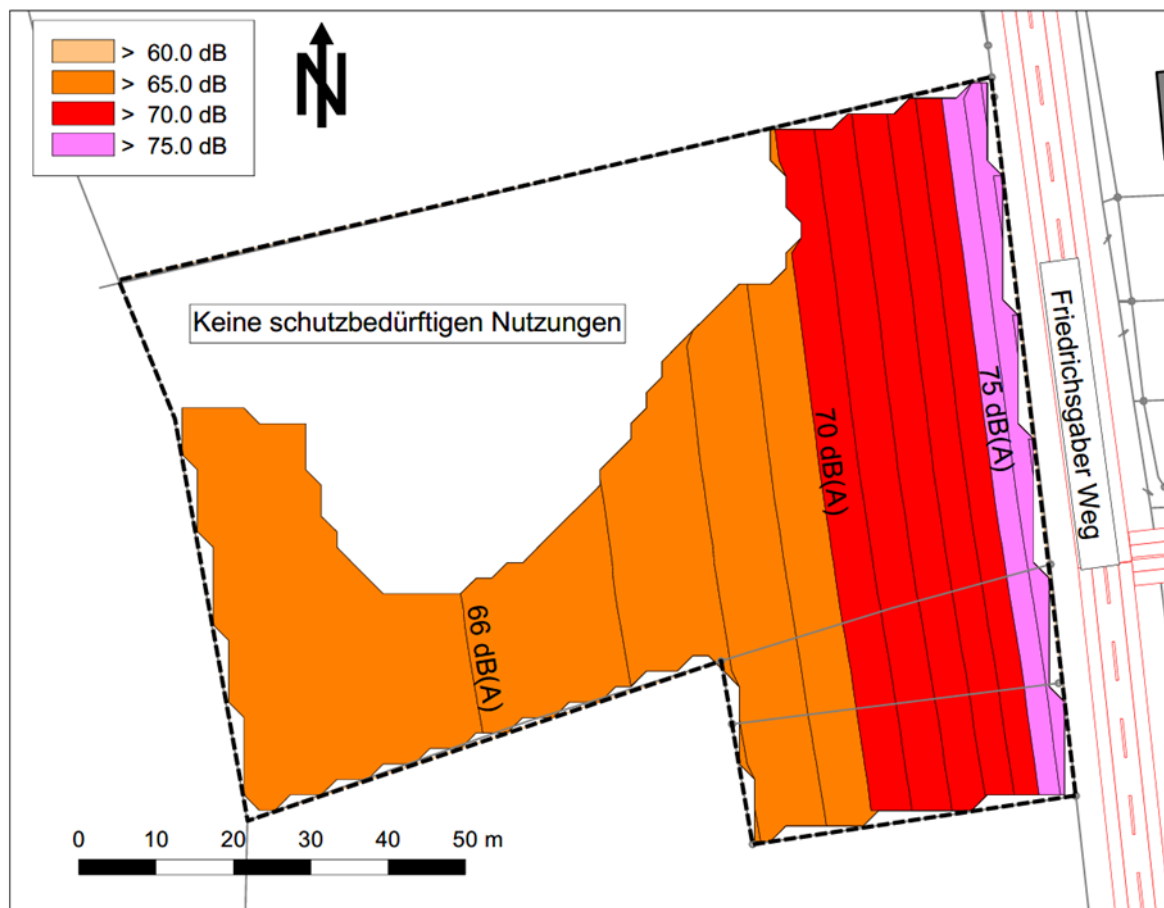 > 60.0 dB
> 65.0 dB
> 70.0 dB
> 75.0 dB
N
Keine schutzbedürftigen Nutzungen
Friedrichsgaber Weg
75 dB(A)
70 dB(A)
66 dB(A)
0 10 20 30 40 50 m